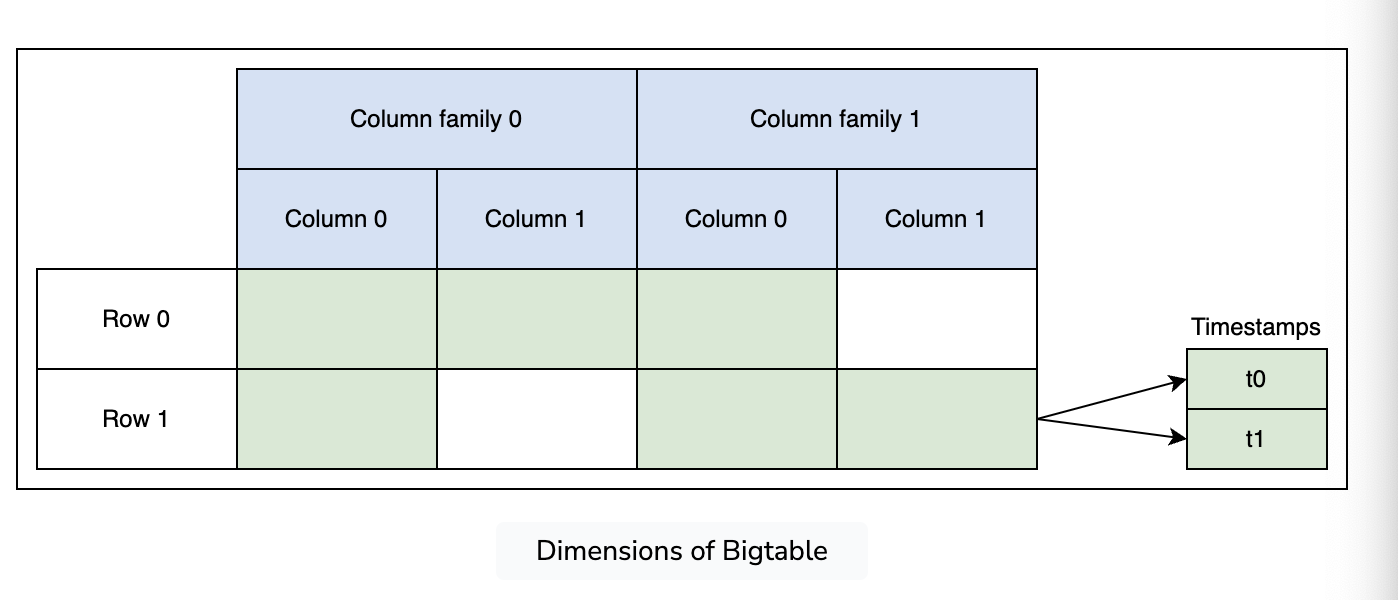 Column family 0 Column family 1
Column 0 Column 1 Column 0 Column 1
Row 0
Timestamps
t0
Row 1
t1
Dimensions of Bigtable